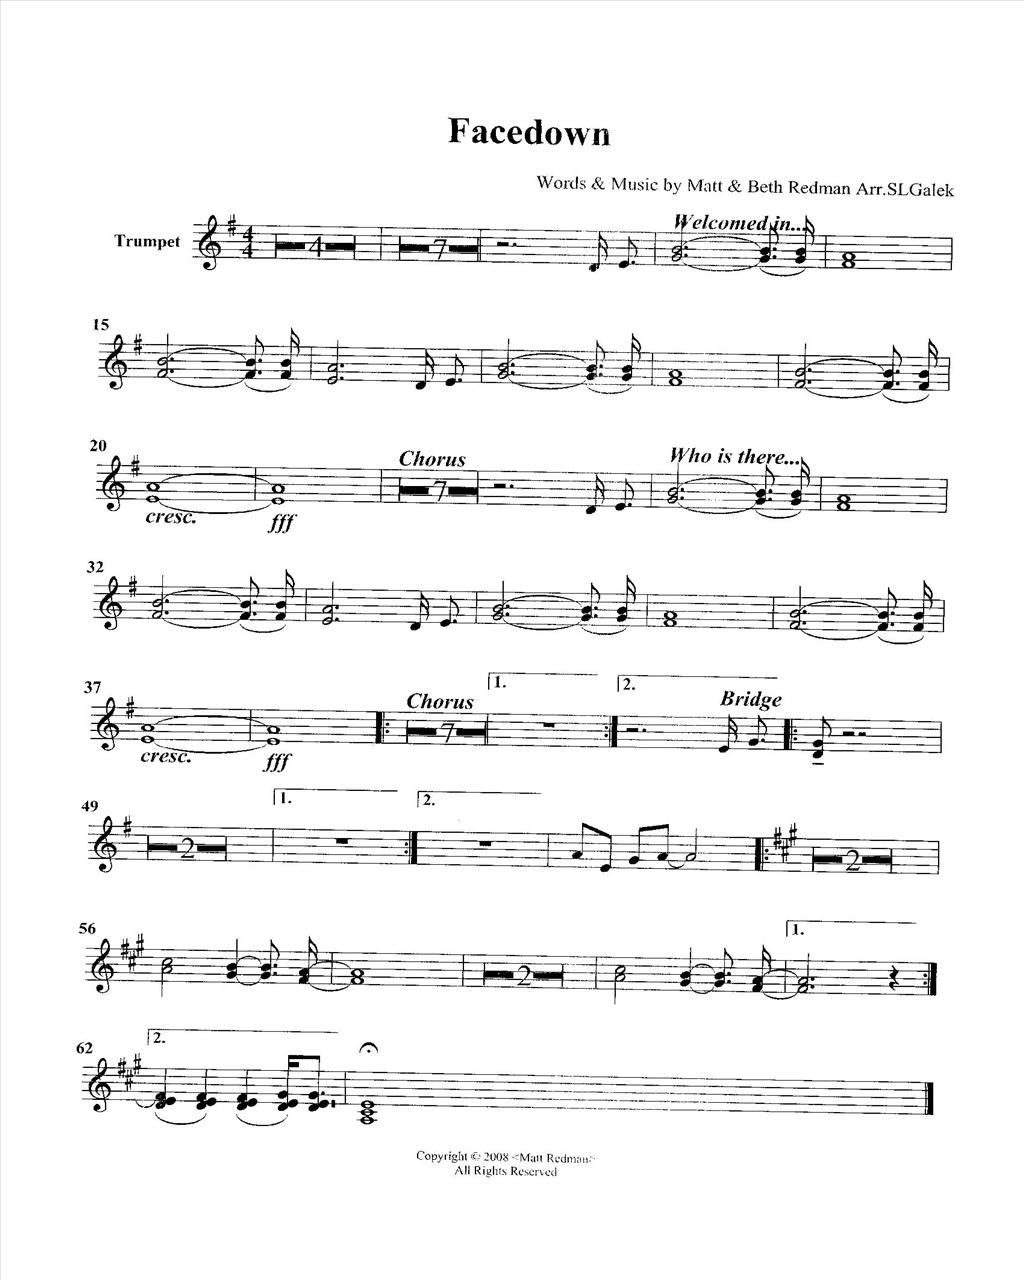 Facedown
Words & Music by Matt & Beth Redman Arr.SLGalek
Welcomed in...
Trumpet
4
4
4
7
15
20
Chorus
Who is there...
7
cresc.
fff
32
37
Chorus
1.
2.
Bridge
7
cresc.
fff
49
1.
2.
2
2
56
1.
2
62
2.
Copyright © 2008 <Matt Redman>
All Rights Reserved